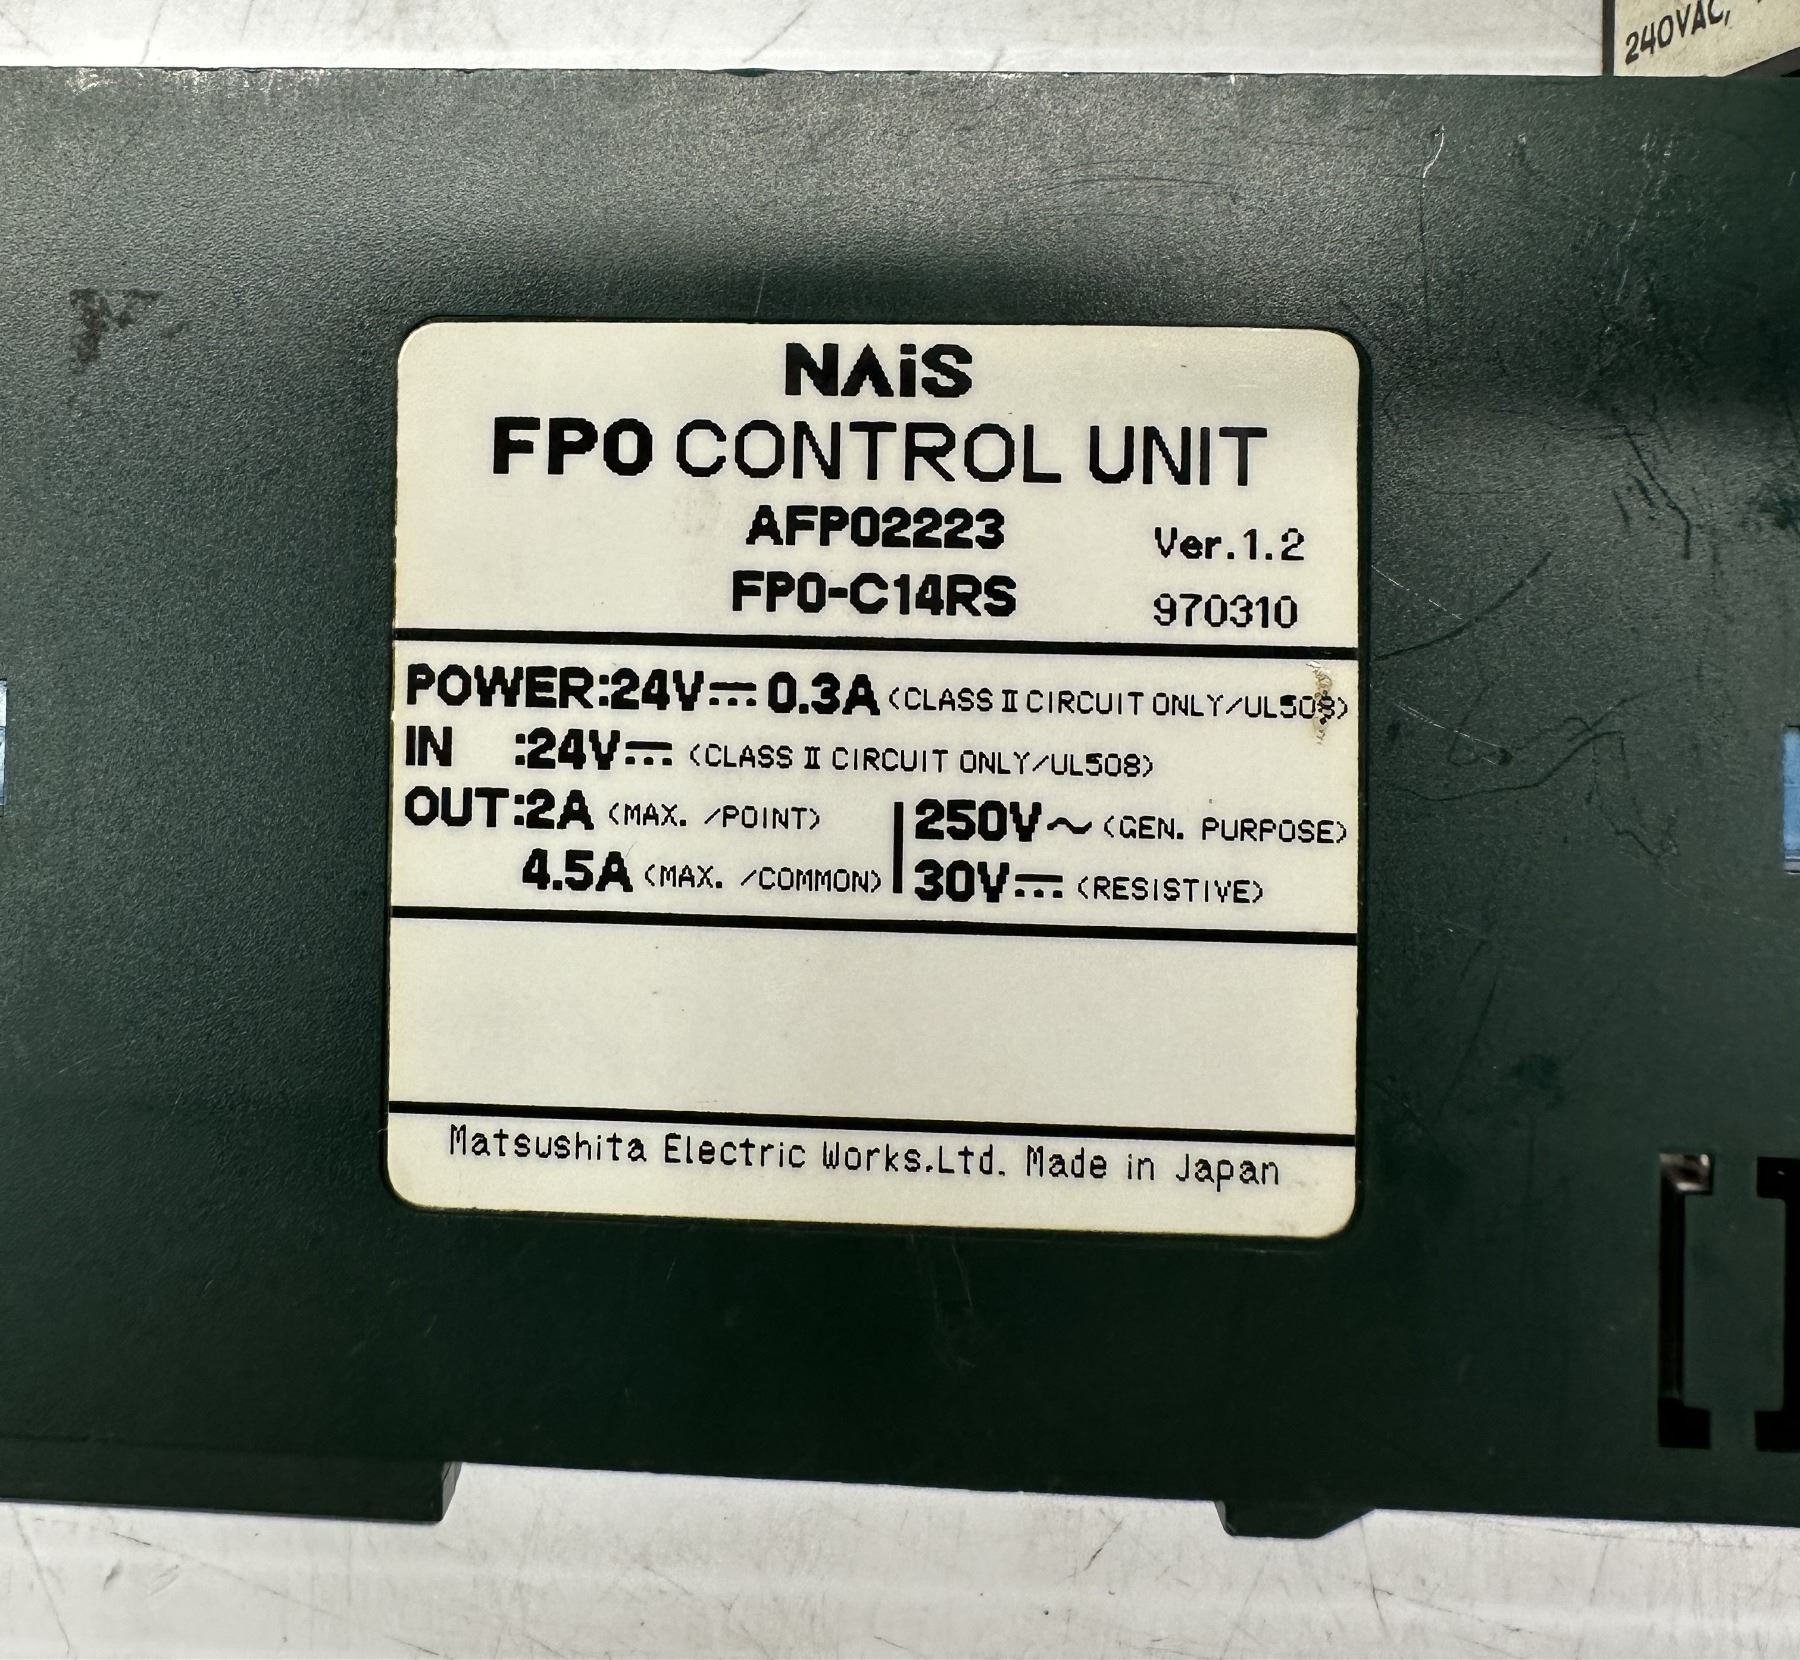 240VAC,
NAiS
FP0 CONTROL UNIT
AFP02223 Ver.1.2
FP0-C14RS 970310
POWER:24V⎓0.3A (CLASS Ⅱ CIRCUIT ONLY/UL508)
IN :24V⎓ (CLASS Ⅱ CIRCUIT ONLY/UL508)
OUT:2A (MAX. /POINT) | 250V~ (GEN. PURPOSE)
4.5A (MAX. /COMMON) | 30V⎓ (RESISTIVE)
Matsushita Electric Works.Ltd. Made in Japan